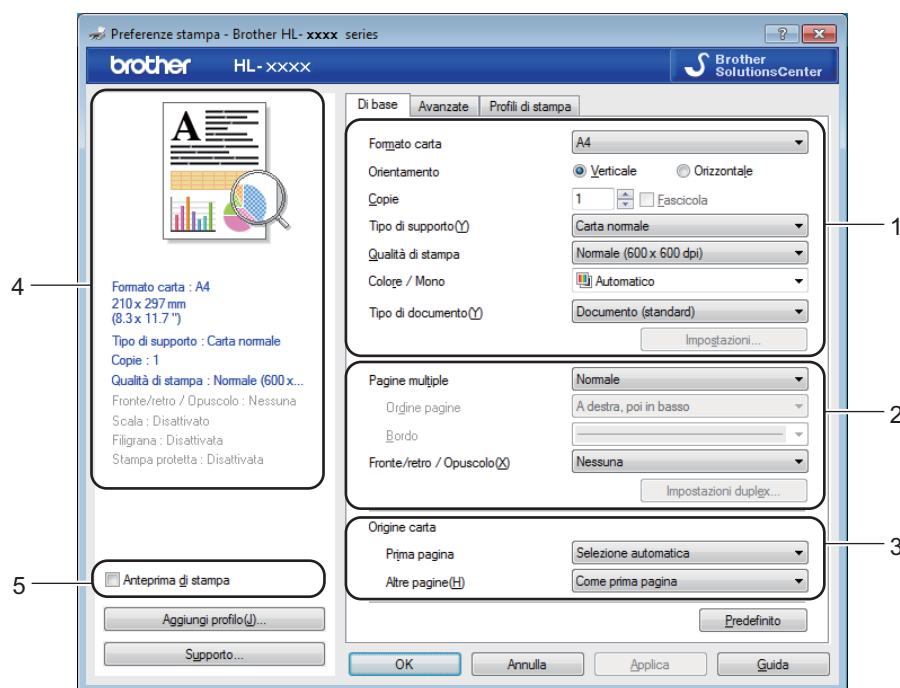 Preferenze stampa - Brother HL- xxxx series
brother HL-xxxx
Brother
SolutionsCenter
Di base Avanzate Profili di stampa
A
Formato carta : A4
210 x 297 mm
(8.3 x 11.7 ")
Tipo di supporto : Carta normale
Copie : 1
Qualità di stampa : Normale (600 x...
Fronte/retro / Opuscolo : Nessuna
Scala : Disattivato
Filigrana : Disattivata
Stampa protetta : Disattivata
4
Anteprima di stampa
5
Aggiungi profilo(J)...
Supporto...
Formato carta A4
Orientamento Verticale Orizzontale
Copie 1 Fascicola
Tipo di supporto(Y) Carta normale
1
Qualità di stampa Normale (600 x 600 dpi)
Colore / Mono Automatico
Tipo di documento(Y) Documento (standard)
Impostazioni...
Pagine multiple Normale
Ordine pagine A destra, poi in basso
2
Bordo
Fronte/retro / Opuscolo(X) Nessuna
Impostazioni duplex...
Origine carta
Prima pagina Selezione automatica
3
Altre pagine(H) Come prima pagina
Predefinito
OK Annulla Applica Guida